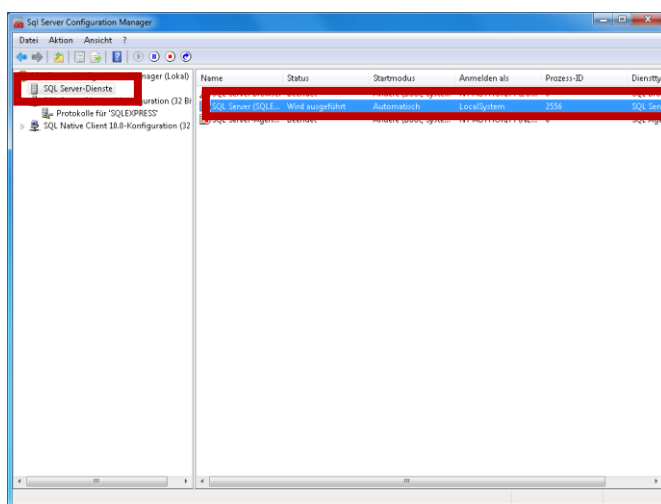 Sql Server Configuration Manager
Datei Aktion Ansicht ?
nager (Lokal)
SQL Server-Dienste
uration (32 Bi
Protokolle für 'SQLEXPRESS'
SQL Native Client 10.0-Konfiguration (32
Name Status Startmodus Anmelden als Prozess-ID Dienstty
SQL Server (SQLE... Wird ausgeführt Automatisch LocalSystem 2556 SQL Ser